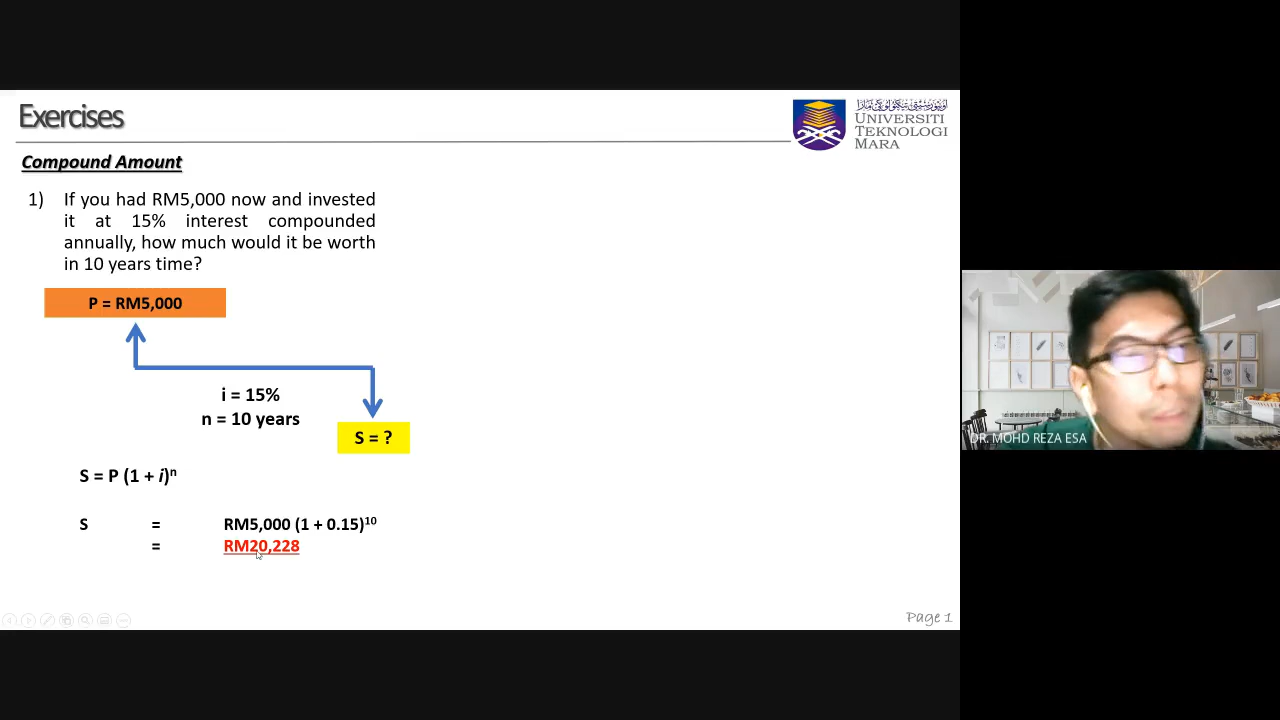 Exercises
UNIVERSITI
TEKNOLOGI
MARA
Compound Amount
1) If you had RM5,000 now and invested
it at 15% interest compounded
annually, how much would it be worth
in 10 years time?
P = RM5,000
i = 15%
n = 10 years
S = ?
S = P (1 + i)ⁿ
S = RM5,000 (1 + 0.15)¹⁰
= RM20,228
Page 1
DR. MOHD REZA ESA